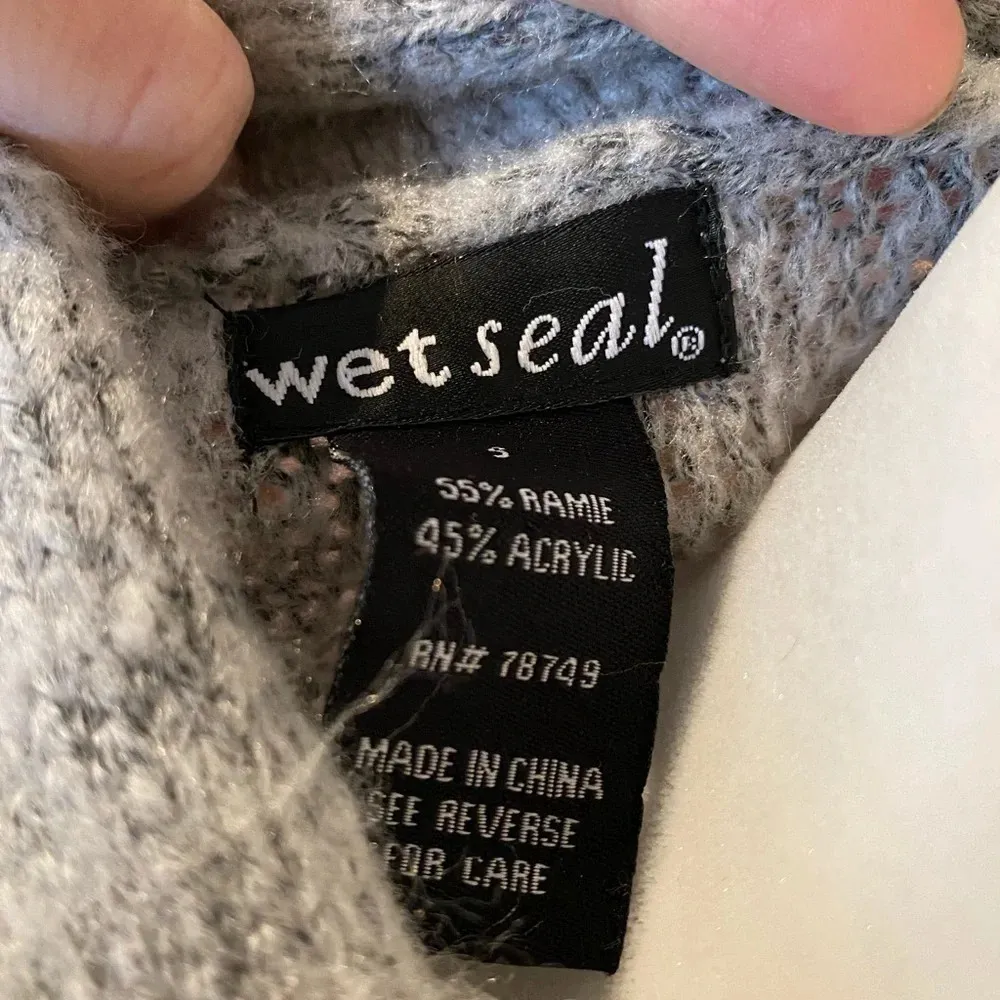 wet seal®
S
55% RAMIE
45% ACRYLIC
RN# 78749
MADE IN CHINA
SEE REVERSE
FOR CARE